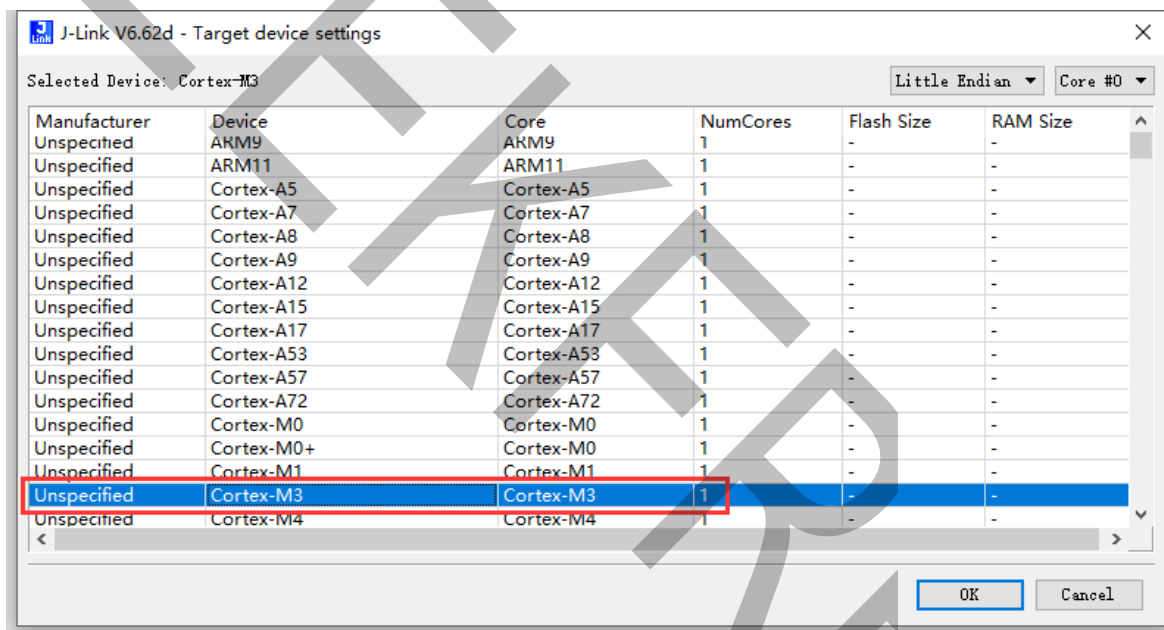 J-Link V6.62d - Target device settings
Selected Device: Cortex-M3 Little Endian Core #0
Manufacturer Device Core NumCores Flash Size RAM Size
Unspecified ARM9 ARM9 1 - -
Unspecified ARM11 ARM11 1 - -
Unspecified Cortex-A5 Cortex-A5 1 - -
Unspecified Cortex-A7 Cortex-A7 1 - -
Unspecified Cortex-A8 Cortex-A8 1 - -
Unspecified Cortex-A9 Cortex-A9 1 - -
Unspecified Cortex-A12 Cortex-A12 1 - -
Unspecified Cortex-A15 Cortex-A15 1 - -
Unspecified Cortex-A17 Cortex-A17 1 - -
Unspecified Cortex-A53 Cortex-A53 1 - -
Unspecified Cortex-A57 Cortex-A57 1 - -
Unspecified Cortex-A72 Cortex-A72 1 - -
Unspecified Cortex-M0 Cortex-M0 1 - -
Unspecified Cortex-M0+ Cortex-M0 1 - -
Unspecified Cortex-M1 Cortex-M1 1 - -
Unspecified Cortex-M3 Cortex-M3 1 - -
Unspecified Cortex-M4 Cortex-M4 1 - -
OK Cancel